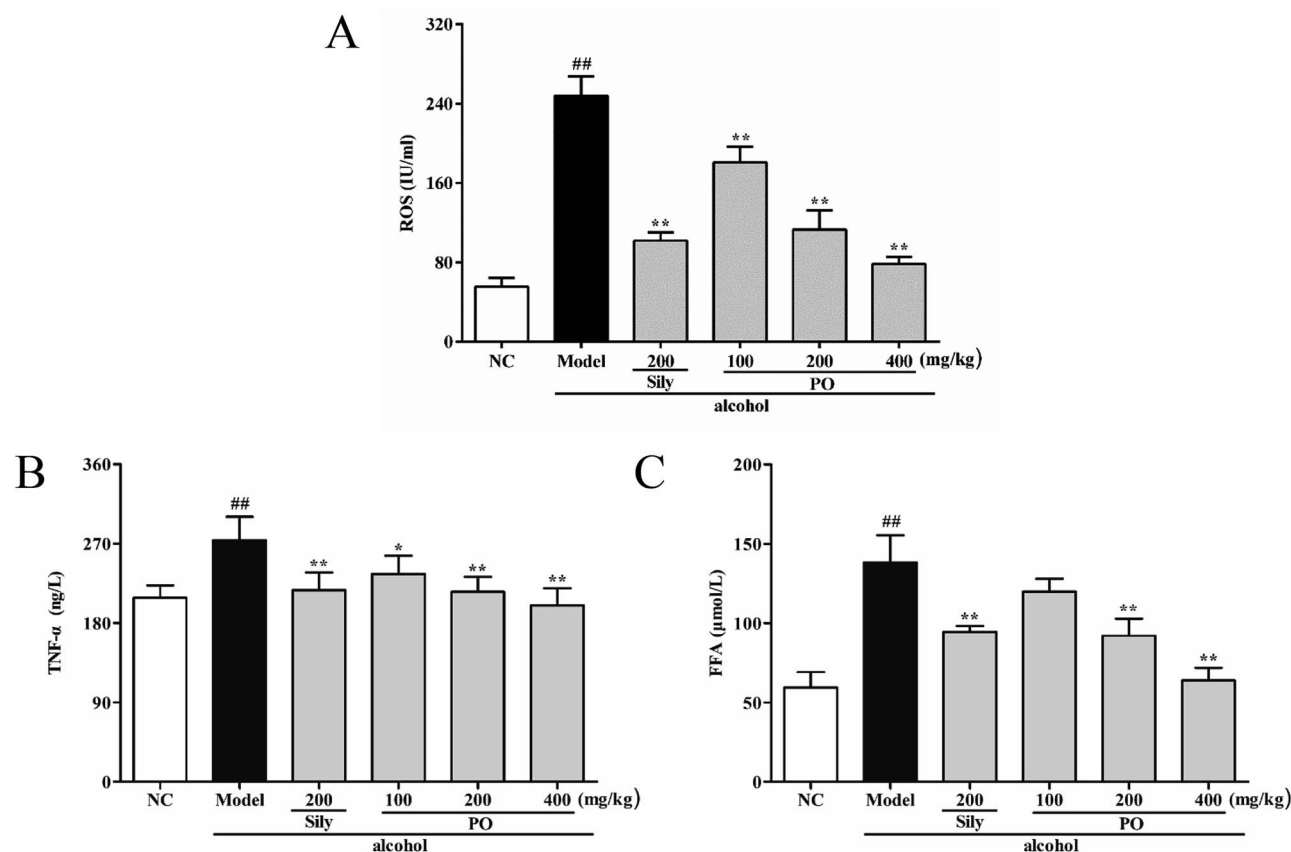 A
320
240
160
80
0
ROS (IU/ml)
##
**
**
**
**
NC Model 200 100 200 400 (mg/kg)
Sily PO
alcohol
B
360
270
180
90
0
TNF-α (ng/L)
##
**
*
**
**
NC Model 200 100 200 400 (mg/kg)
Sily PO
alcohol
C
200
150
100
50
0
FFA (μmol/L)
##
**
**
**
NC Model 200 100 200 400 (mg/kg)
Sily PO
alcohol